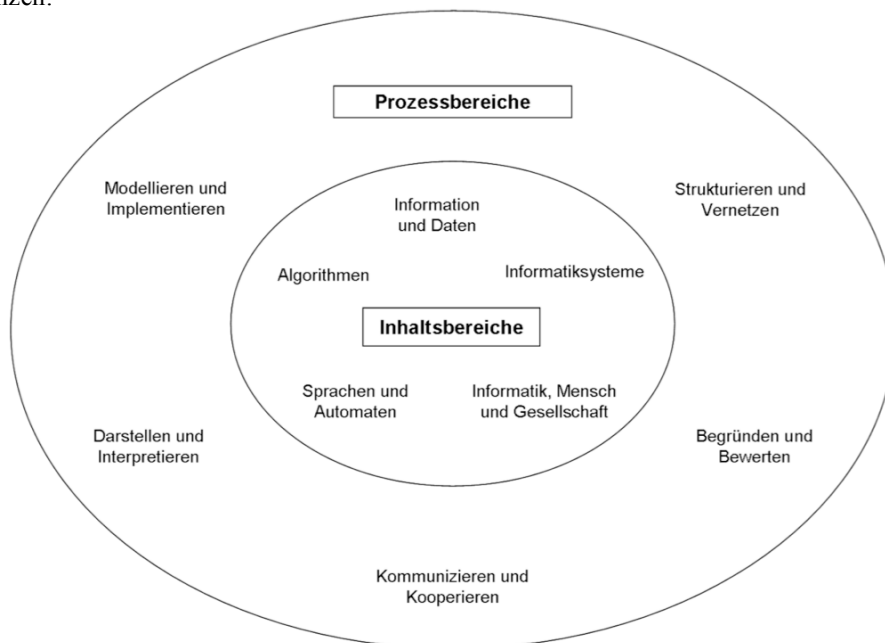 Prozessbereiche
Modellieren und
Implementieren
Strukturieren und
Vernetzen
Information
und Daten
Algorithmen
Informatiksysteme
Inhaltsbereiche
Sprachen und
Automaten
Informatik, Mensch
und Gesellschaft
Darstellen und
Interpretieren
Begründen und
Bewerten
Kommunizieren und
Kooperieren